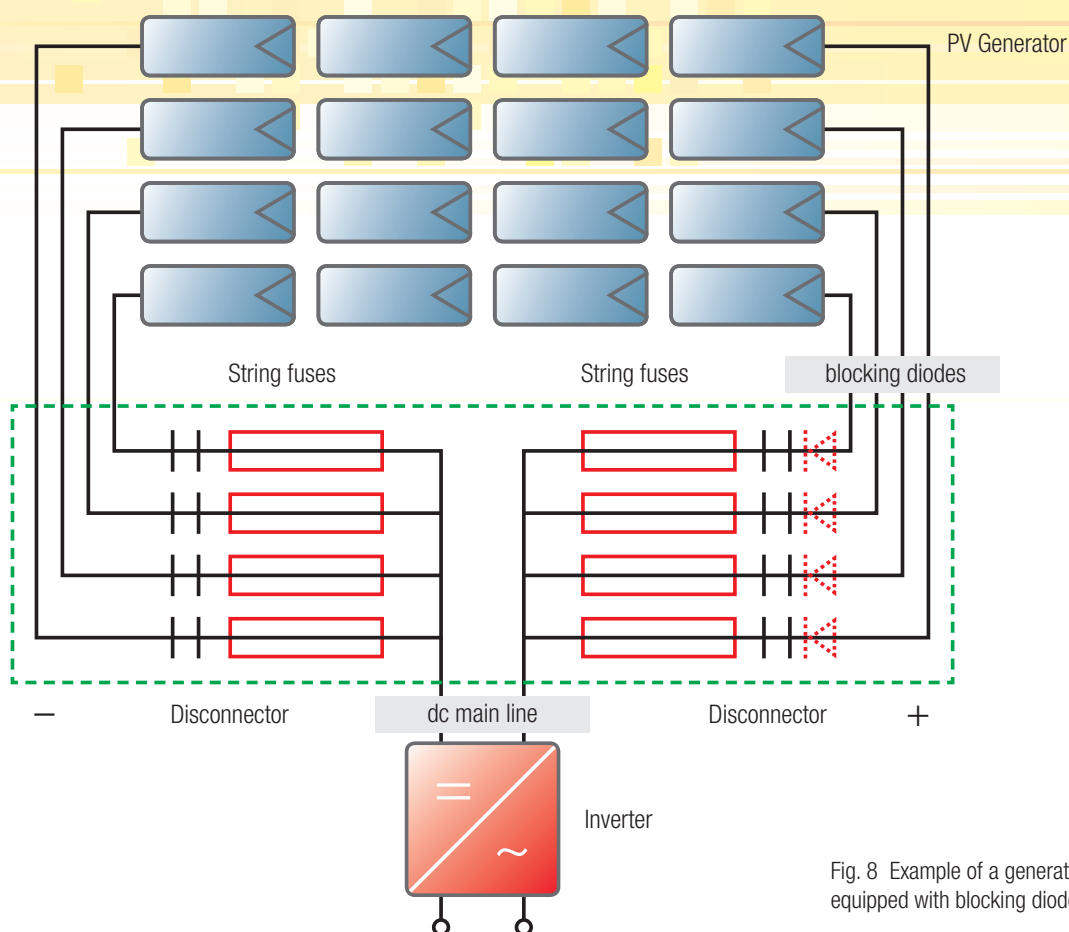 PV Generator
String fuses
String fuses
blocking diodes
−
Disconnector
dc main line
Disconnector
+
Inverter
Fig. 8 Example of a generat
equipped with blocking diod